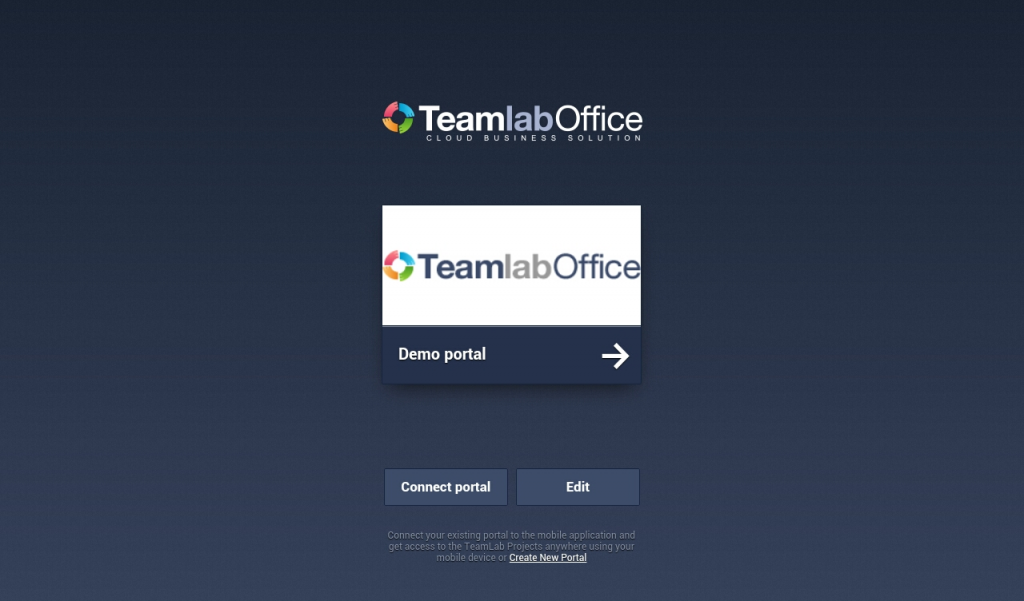 TeamlabOffice
CLOUD BUSINESS SOLUTION
TeamlabOffice
Demo portal
Connect portal
Edit
Connect your existing portal to the mobile application and
get access to the TeamLab Projects anywhere using your
mobile device or Create New Portal